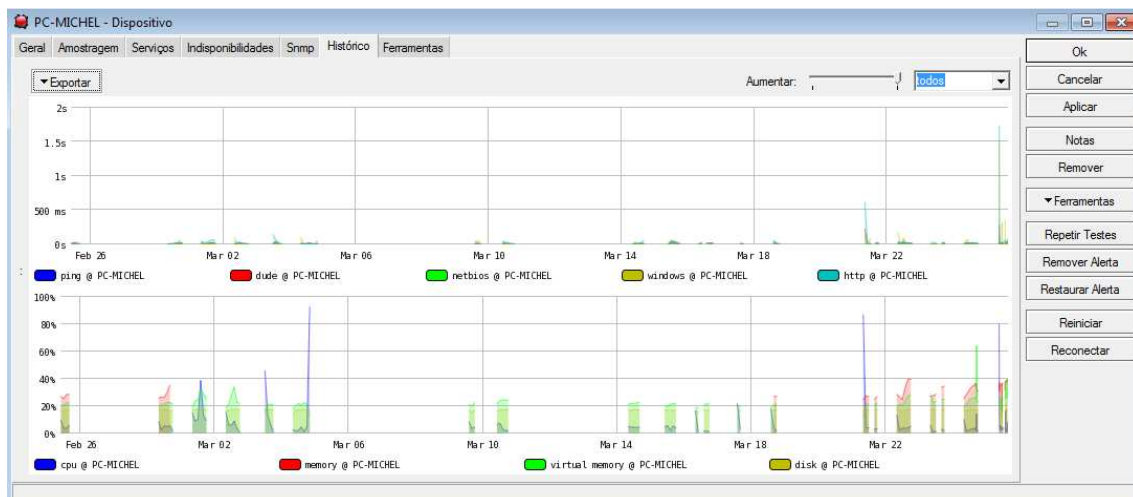 PC-MICHEL - Dispositivo
Geral Amostragem Serviços Indisponibilidades Snmp Histórico Ferramentas
Exportar
Aumentar:
todos
2s
1.5s
1s
500 ms
0s
Feb 26 Mar 02 Mar 06 Mar 10 Mar 14 Mar 18 Mar 22
ping @ PC-MICHEL dude @ PC-MICHEL netbios @ PC-MICHEL windows @ PC-MICHEL http @ PC-MICHEL
100%
80%
60%
40%
20%
0%
Feb 26 Mar 02 Mar 06 Mar 10 Mar 14 Mar 18 Mar 22
cpu @ PC-MICHEL memory @ PC-MICHEL virtual memory @ PC-MICHEL disk @ PC-MICHEL
Ok
Cancelar
Aplicar
Notas
Remover
Ferramentas
Repetir Testes
Remover Alerta
Restaurar Alerta
Reiniciar
Reconectar